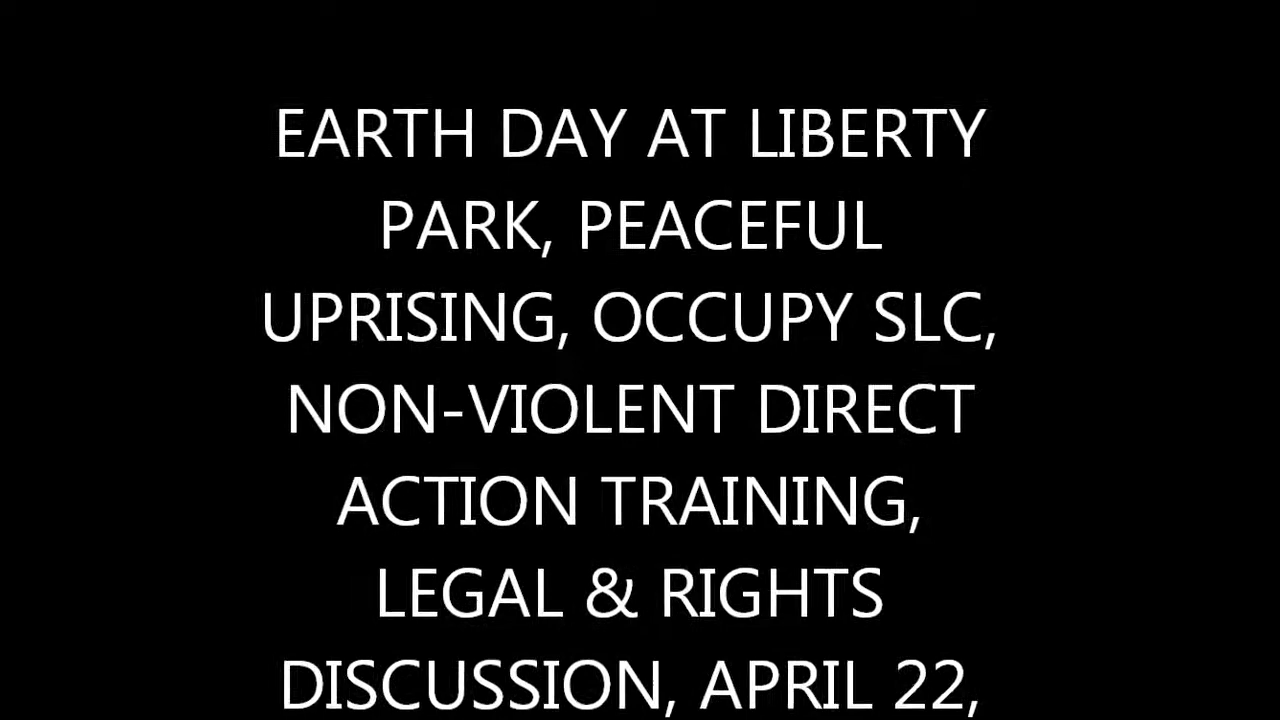 EARTH DAY AT LIBERTY
PARK, PEACEFUL
UPRISING, OCCUPY SLC,
NON-VIOLENT DIRECT
ACTION TRAINING,
LEGAL & RIGHTS
DISCUSSION, APRIL 22,